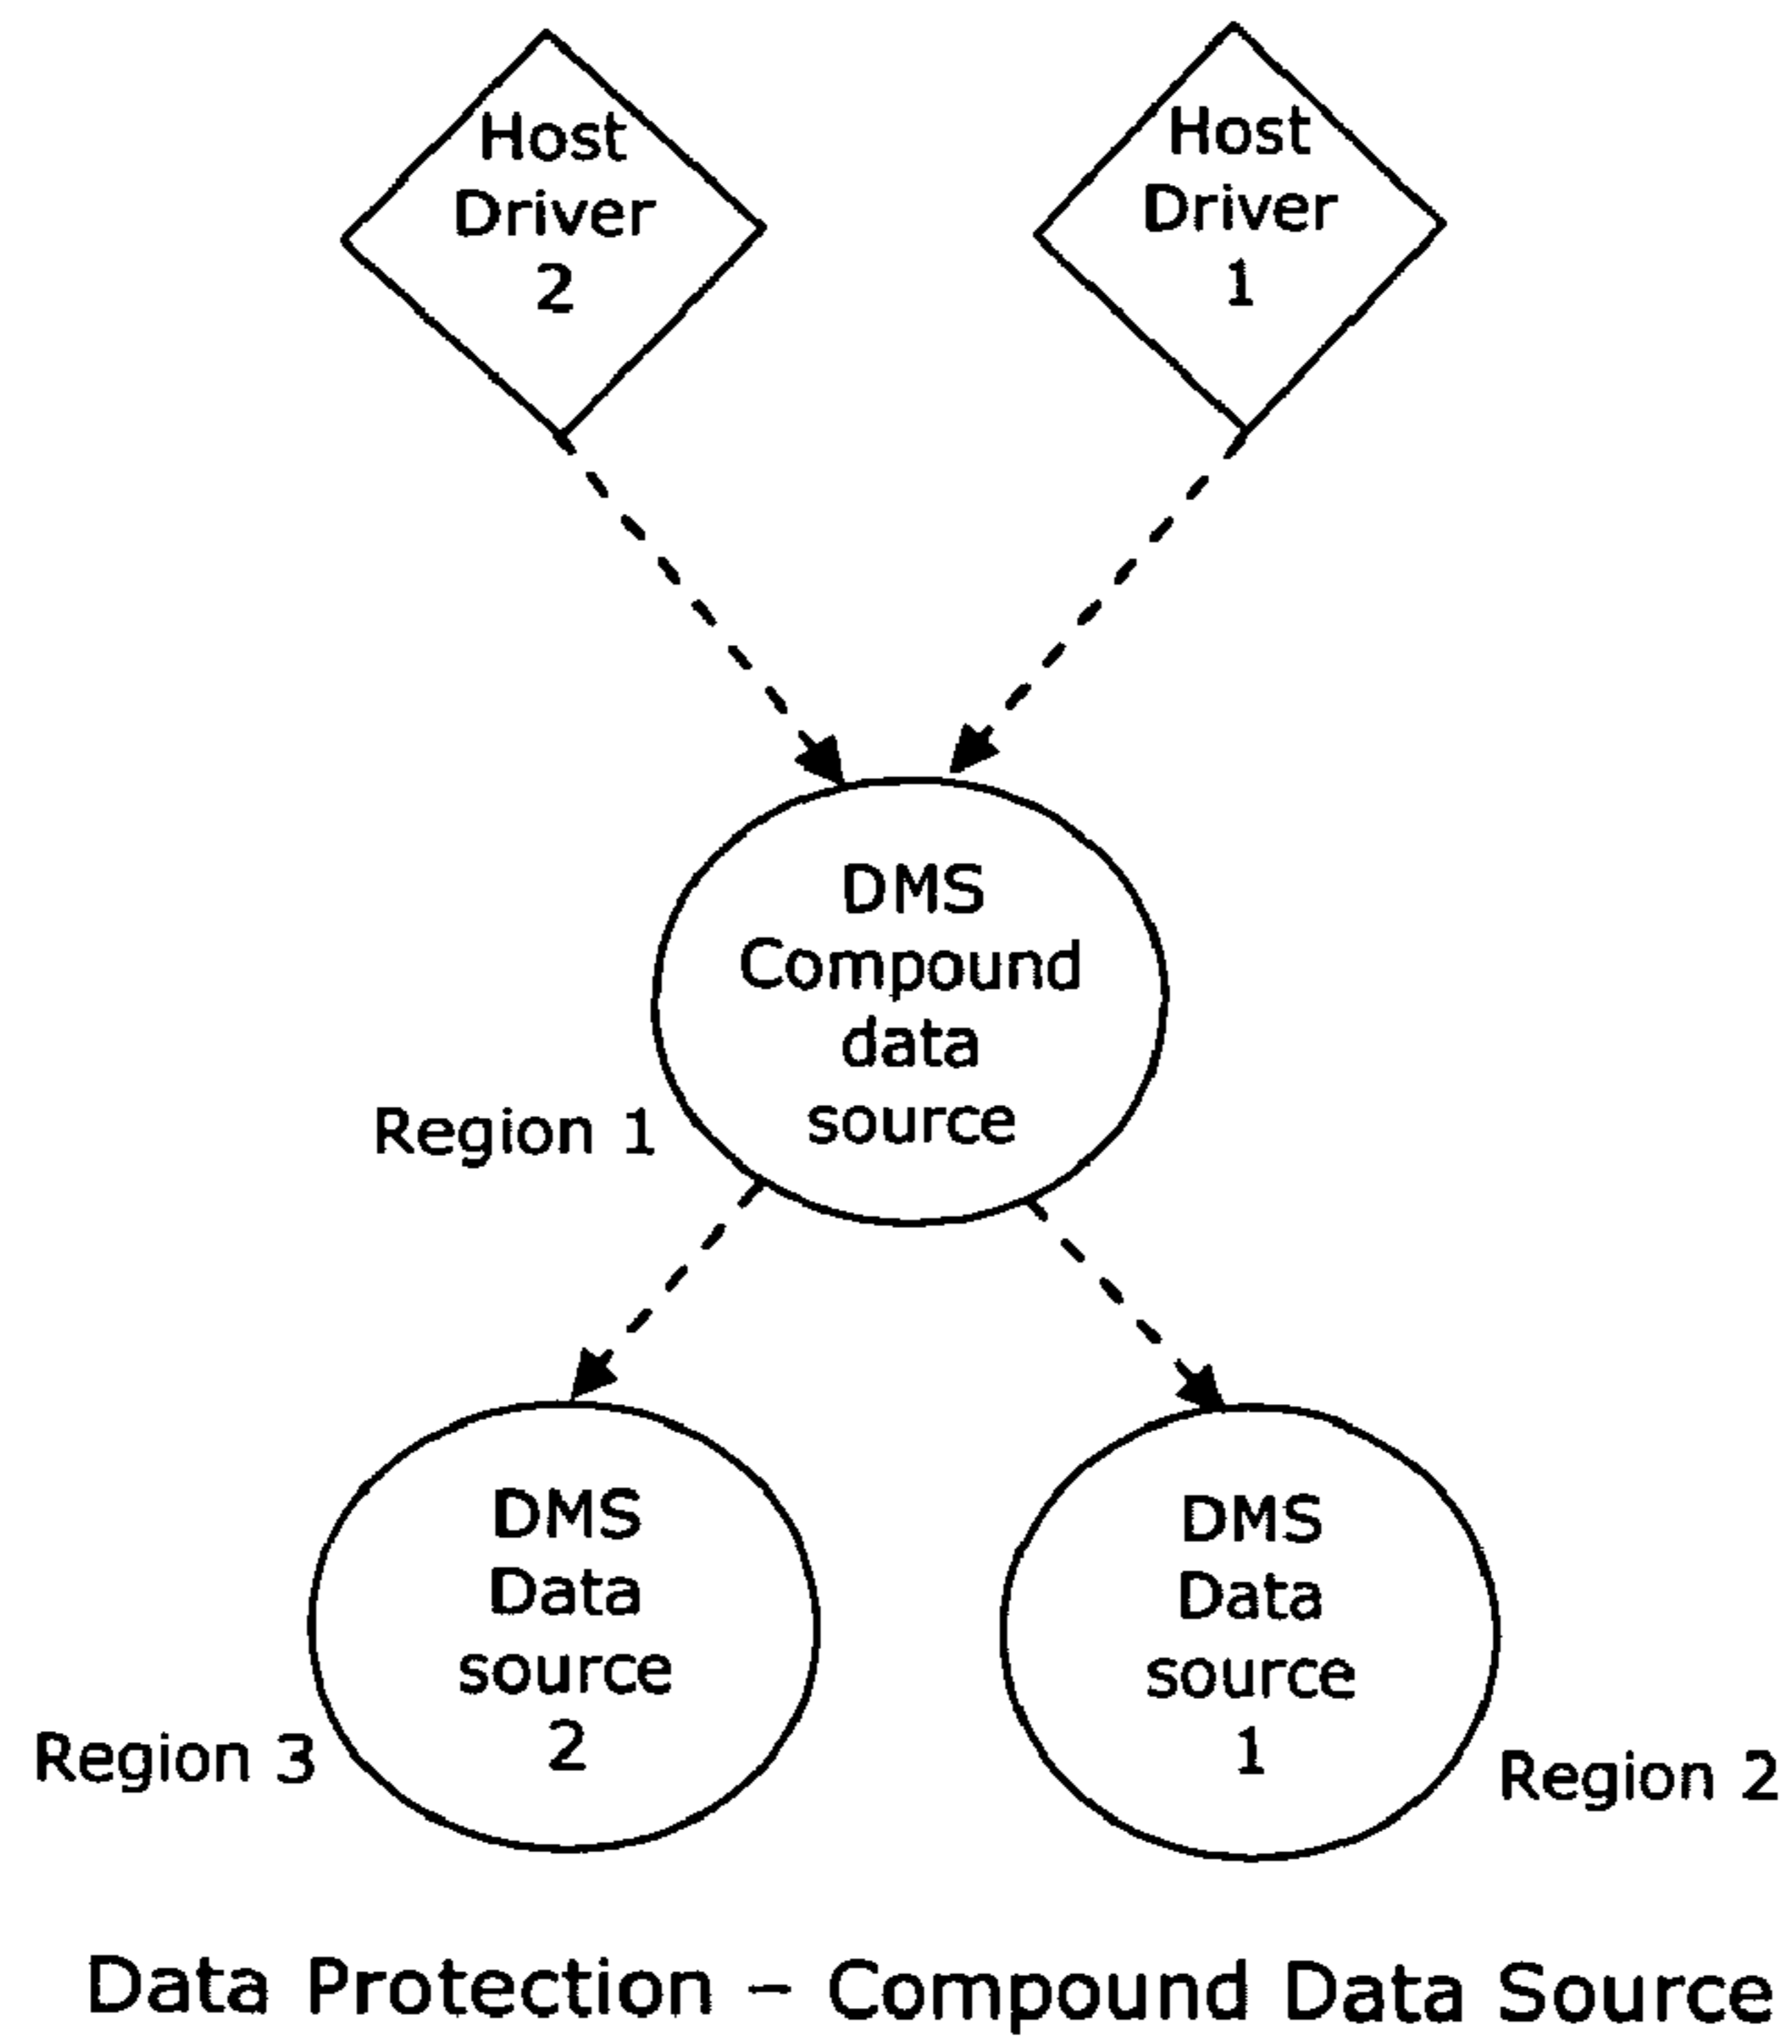 Host
Driver
2
Host
Driver
1
DMS
Compound
data
source
Region 1
DMS
Data
source
2
Region 3
DMS
Data
source
1
Region 2
Data Protection – Compound Data Source